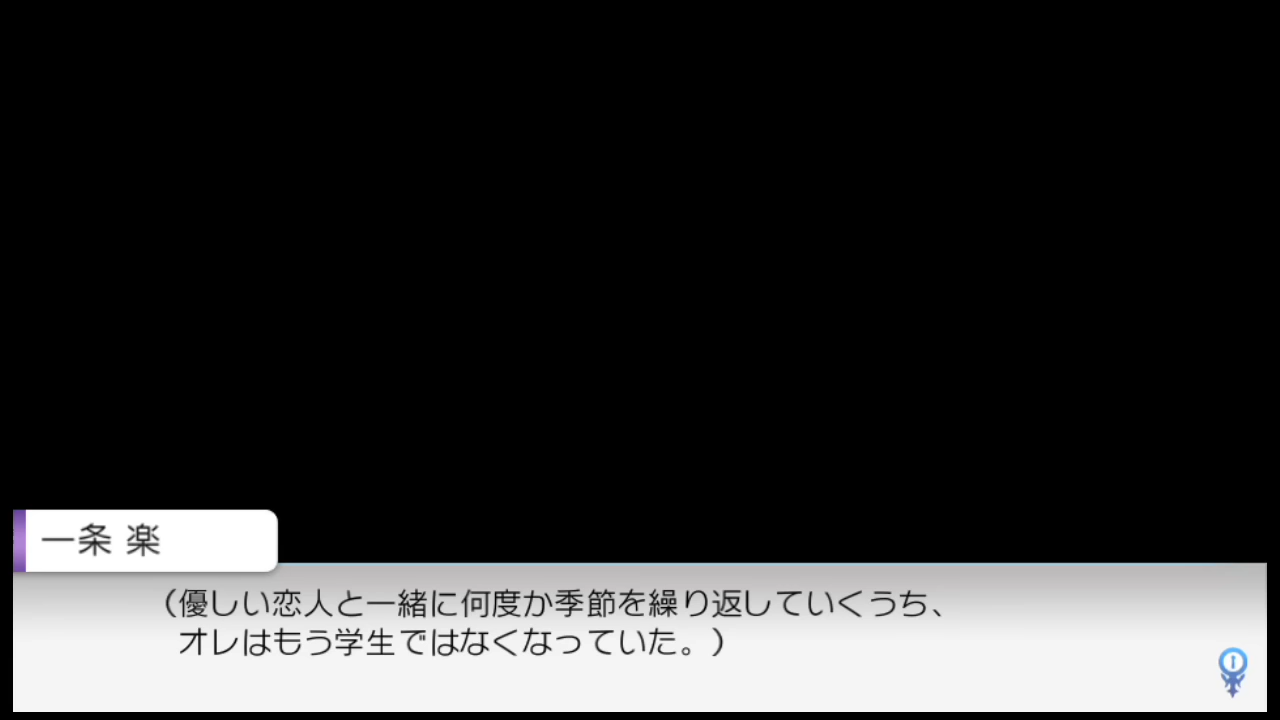 一条 楽
（優しい恋人と一緒に何度か季節を繰り返していくうち、
オレはもう学生ではなくなっていた。）